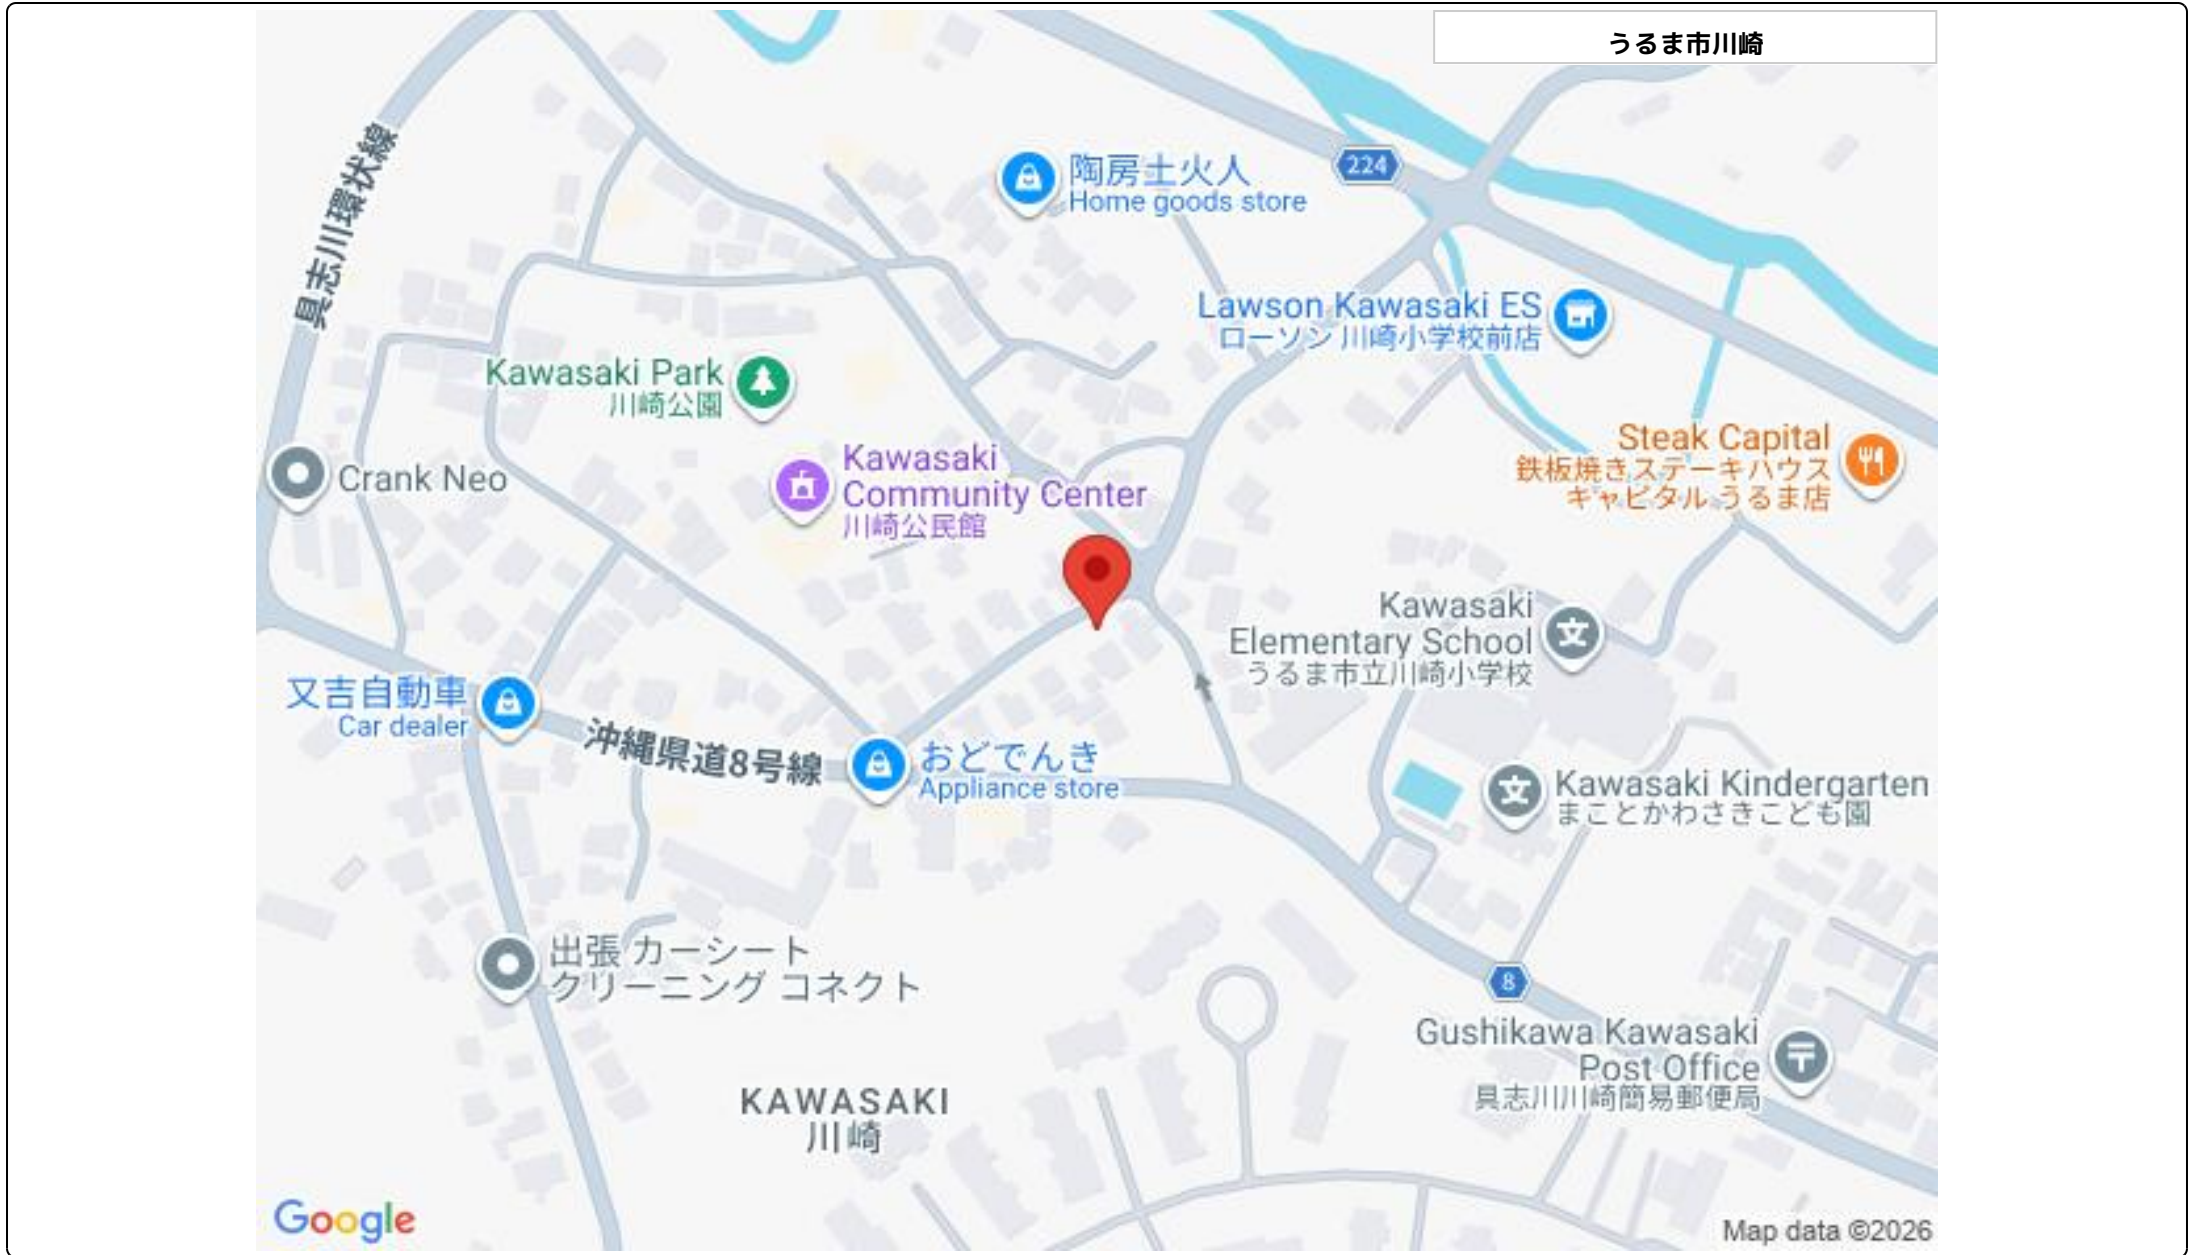 うるま市川崎
具志川環状線
陶房土火人
Home goods store
224
Lawson Kawasaki ES
ローソン 川崎小学校前店
Kawasaki Park
川崎公園
Steak Capital
鉄板焼きステーキハウス
キャピタル うるま店
Crank Neo
Kawasaki
Community Center
川崎公民館
Kawasaki
Elementary School
うるま市立川崎小学校
文
又吉自動車
Car dealer
沖縄県道8号線
おどでんき
Appliance store
Kawasaki Kindergarten
まことかわさきこども園
文
出張 カーシート
クリーニング コネクト
8
Gushikawa Kawasaki
Post Office
具志川川崎簡易郵便局
KAWASAKI
川崎
Google
Map data ©2026